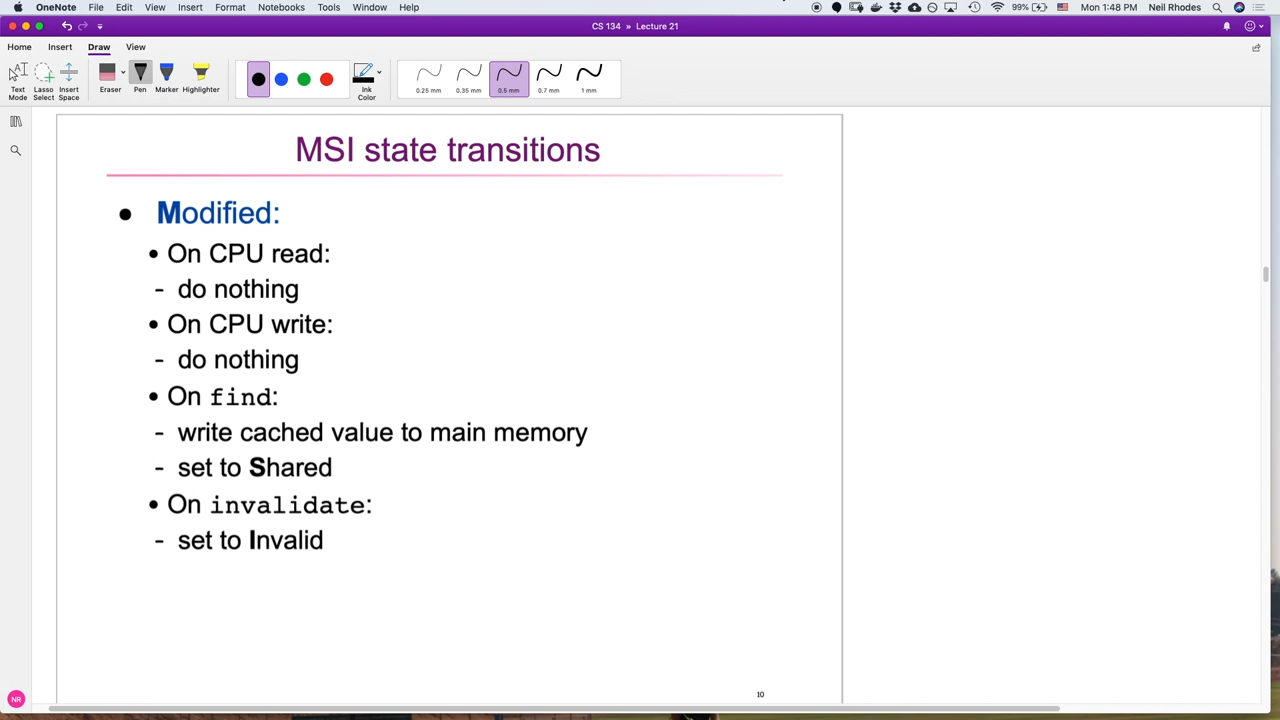 OneNote File Edit View Insert Format Notebooks Tools Window Help 99% Mon 1:48 PM Neil Rhodes
CS 134 » Lecture 21
Home Insert Draw View
Text Mode Lasso Select Insert Space Eraser Pen Marker Highlighter Ink Color 0.25 mm 0.35 mm 0.5 mm 0.7 mm 1 mm
MSI state transitions
• Modified:
• On CPU read:
- do nothing
• On CPU write:
- do nothing
• On find:
- write cached value to main memory
- set to Shared
• On invalidate:
- set to Invalid
10
NR